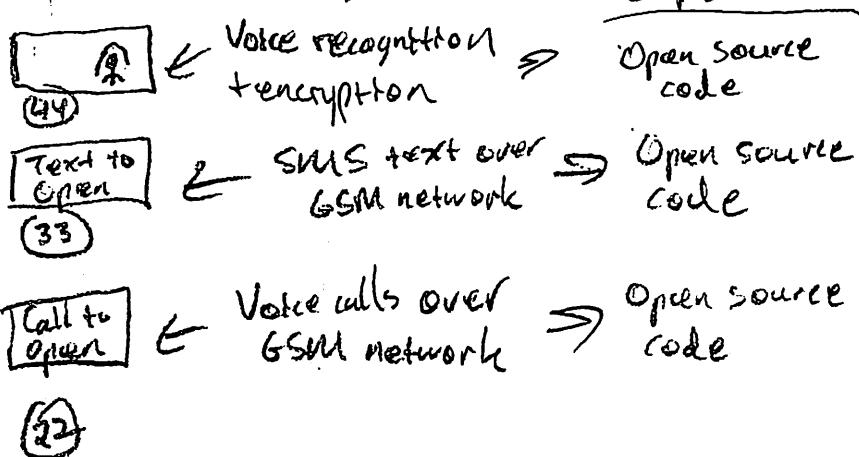 Voice recognition
+ encryption
Open source
code
44
Text to
Open
SMS text over
GSM network
Open source
code
33
Call to
Open
Voice calls over
GSM network
Open source
code
22